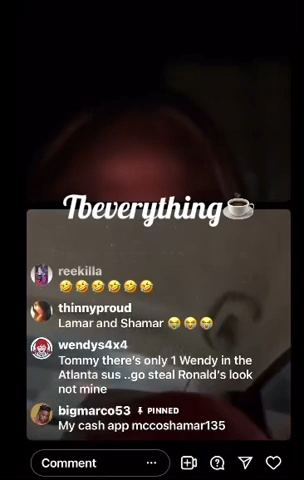 Tbeverything☕
reekilla
🤣🤣🤣🤣🤣🤣
thinnyproud
Lamar and Shamar 😭😭😭
wendys4x4
Tommy there's only 1 Wendy in the
Atlanta sus ..go steal Ronald's look
not mine
bigmarco53 📌 PINNED
My cash app mccoshamar135
Comment ...